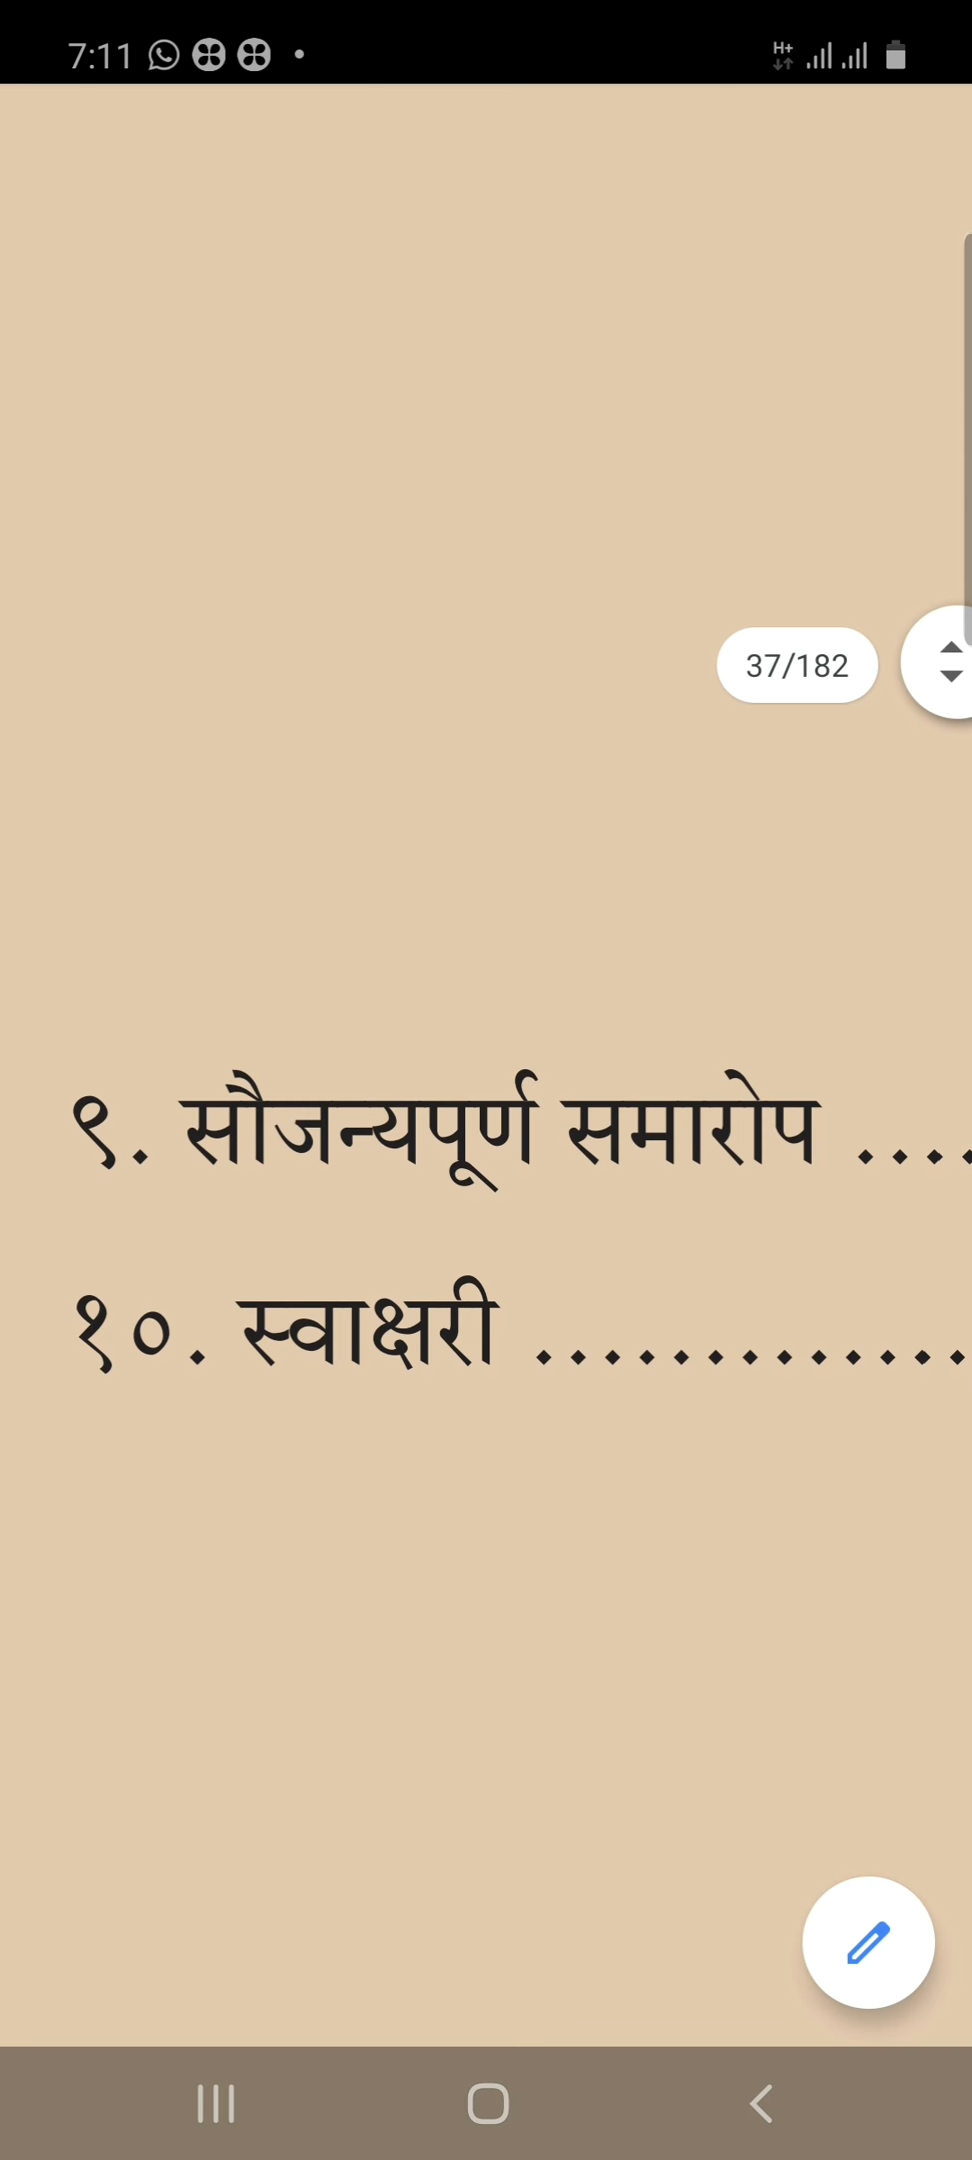 7:11
H+
37/182
९. सौजन्यपूर्ण समारोप ....
१०. स्वाक्षरी .............